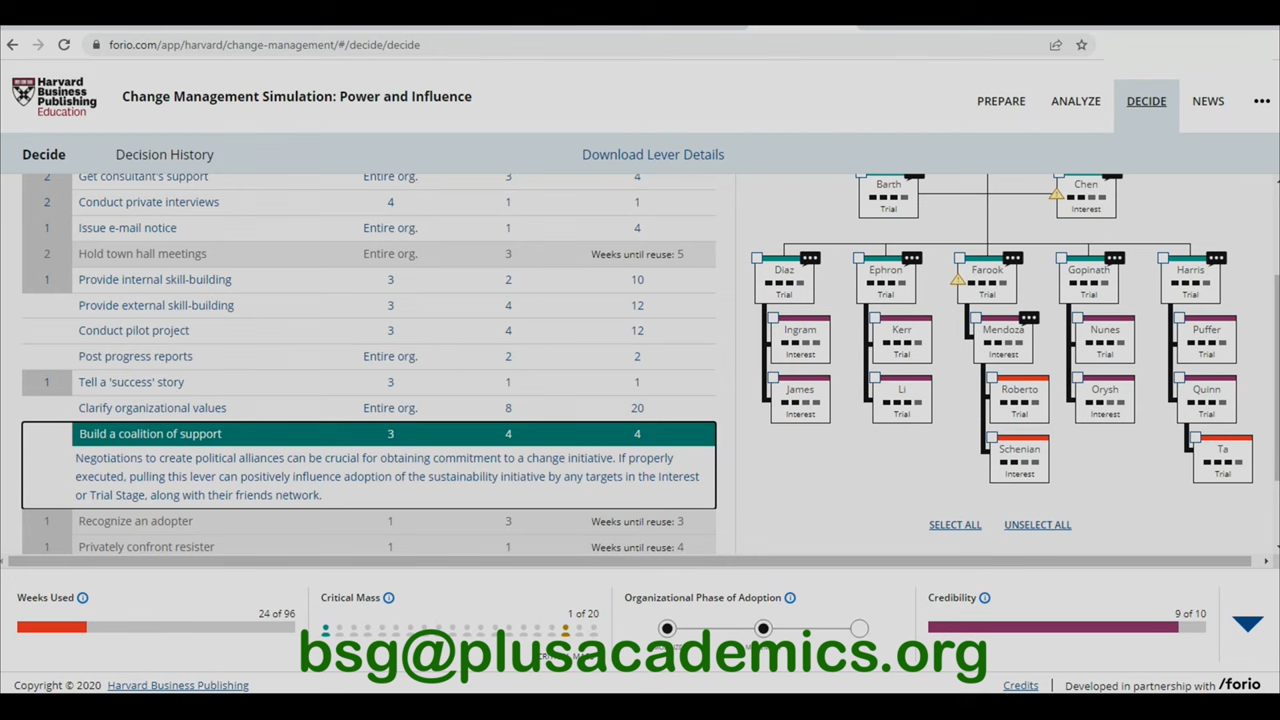 forio.com/app/harvard/change-management/#/decide/decide
Harvard Business Publishing Education
Change Management Simulation: Power and Influence
PREPARE ANALYZE DECIDE NEWS
Decide Decision History Download Lever Details
2 Get consultant's support Entire org. 3 4
2 Conduct private interviews 4 1 1
1 Issue e-mail notice Entire org. 1 4
2 Hold town hall meetings Entire org. 3 Weeks until reuse: 5
1 Provide internal skill-building 3 2 10
Provide external skill-building 3 4 12
Conduct pilot project 3 4 12
Post progress reports Entire org. 2 2
1 Tell a 'success' story 3 1 1
Clarify organizational values Entire org. 8 20
Build a coalition of support 3 4 4
Negotiations to create political alliances can be crucial for obtaining commitment to a change initiative. If properly
executed, pulling this lever can positively influence adoption of the sustainability initiative by any targets in the Interest
or Trial Stage, along with their friends network.
1 Recognize an adopter 1 3 Weeks until reuse: 3
1 Privately confront resister 1 1 Weeks until reuse: 4
Barth Chen
Trial Interest
Diaz Ephron Farook Gopinath Harris
Trial Trial Trial Trial Trial
Ingram Kerr Mendoza Nunes Puffer
Interest Trial Interest Trial Trial
James Li Roberto Orysh Quinn
Interest Trial Trial Interest Trial
Schenian Ta
Interest Trial
SELECT ALL UNSELECT ALL
Weeks Used Critical Mass Organizational Phase of Adoption Credibility
24 of 96 1 of 20 9 of 10
bsg@plusacademics.org
Copyright © 2020 Harvard Business Publishing Credits Developed in partnership with /forio